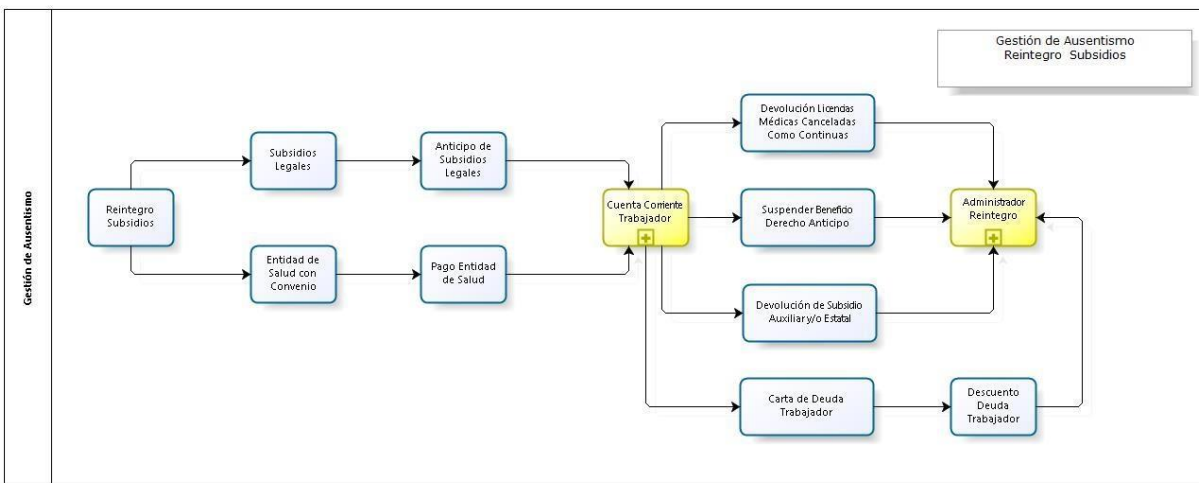 Gestión de Ausentismo
Reintegro Subsidios
Gestión de Ausentismo
Reintegro
Subsidios
Subsidios
Legales
Anticipo de
Subsidios
Legales
Entidad de
Salud con
Convenio
Pago Entidad
de Salud
Cuenta Corriente
Trabajador
Devolución Licencias
Médicas Canceladas
Como Continuas
Suspender Beneficio
Derecho Anticipo
Devolución de Subsidio
Auxiliar y/o Estatal
Carta de Deuda
Trabajador
Administrador
Reintegro
Descuento
Deuda
Trabajador